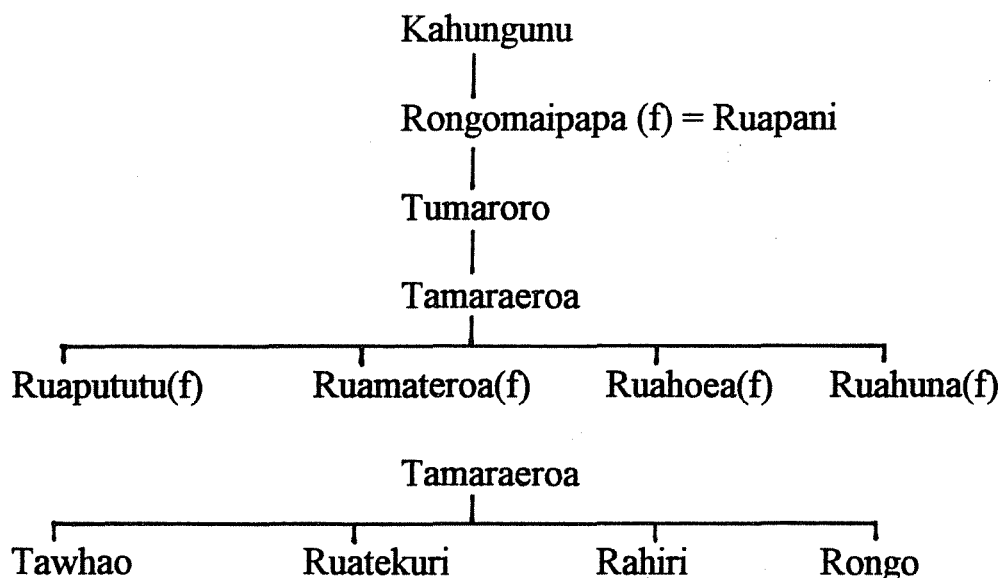 Kahungunu
Rongomaipapa (f) = Ruapani
Tumaroro
Tamaraeroa
Ruapututu(f) Ruamateroa(f) Ruahoea(f) Ruahuna(f)
Tamaraeroa
Tawhao Ruatekuri Rahiri Rongo